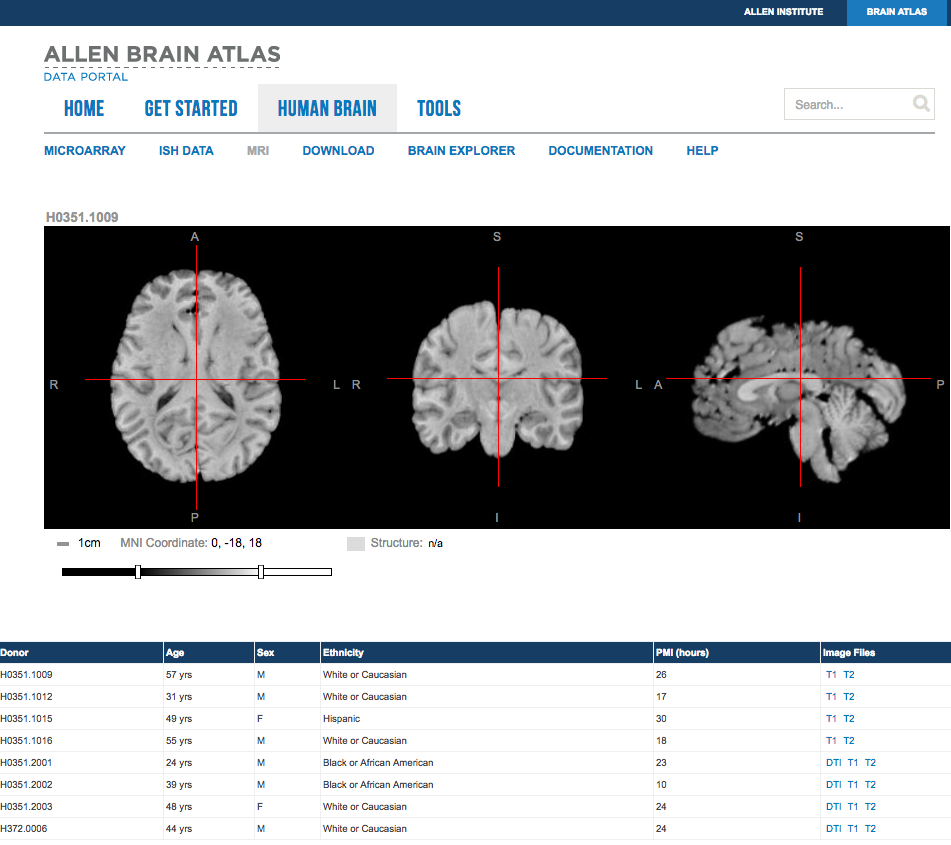 ALLEN INSTITUTE BRAIN ATLAS
ALLEN BRAIN ATLAS
DATA PORTAL
HOME GET STARTED HUMAN BRAIN TOOLS Search...
MICROARRAY ISH DATA MRI DOWNLOAD BRAIN EXPLORER DOCUMENTATION HELP
H0351.1009
A S S
R L R L A P
P I I
1cm MNI Coordinate: 0, -18, 18 Structure: n/a
Donor Age Sex Ethnicity PMI (hours) Image Files
H0351.1009 57 yrs M White or Caucasian 26 T1 T2
H0351.1012 31 yrs M White or Caucasian 17 T1 T2
H0351.1015 49 yrs F Hispanic 30 T1 T2
H0351.1016 55 yrs M White or Caucasian 18 T1 T2
H0351.2001 24 yrs M Black or African American 23 DTI T1 T2
H0351.2002 39 yrs M Black or African American 10 DTI T1 T2
H0351.2003 48 yrs F White or Caucasian 24 DTI T1 T2
H372.0006 44 yrs M White or Caucasian 24 DTI T1 T2